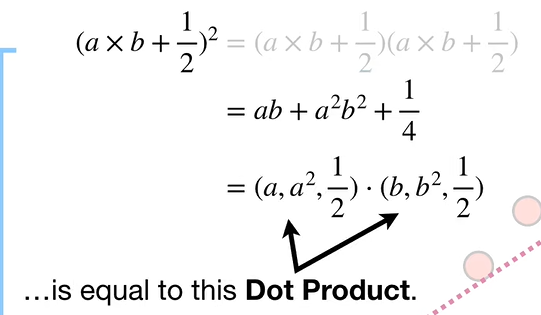 (a × b + 1/2)² = (a × b + 1/2)(a × b + 1/2)
= ab + a²b² + 1/4
= (a, a², 1/2) · (b, b², 1/2)
…is equal to this Dot Product.